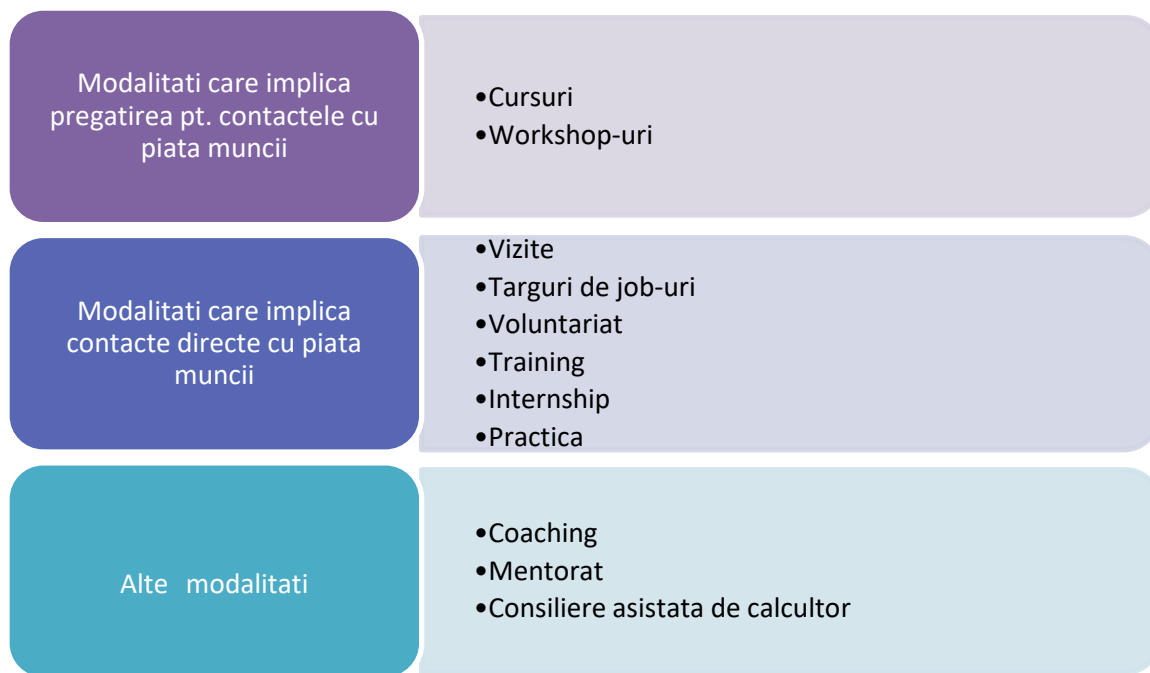 Modalitati care implica
pregatirea pt. contactele cu
piata muncii
•Cursuri
•Workshop-uri
Modalitati care implica
contacte directe cu piata
muncii
•Vizite
•Targuri de job-uri
•Voluntariat
•Training
•Internship
•Practica
Alte modalitati
•Coaching
•Mentorat
•Consiliere asistata de calcultor